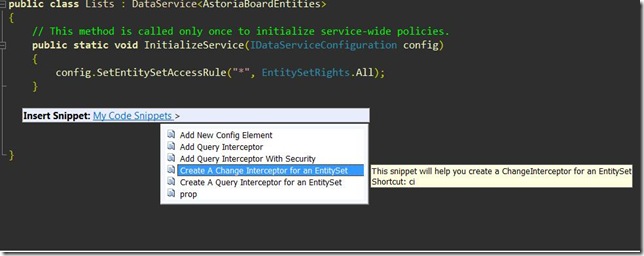 public class Lists : DataService<AstoriaBoardEntities>
{
// This method is called only once to initialize service-wide policies.
public static void InitializeService(IDataServiceConfiguration config)
{
config.SetEntitySetAccessRule("*", EntitySetRights.All);
}
Insert Snippet: My Code Snippets >
Add New Config Element
Add Query Interceptor
Add Query Interceptor With Security
Create A Change Interceptor for an EntitySet
Create A Query Interceptor for an EntitySet
prop
This snippet will help you create a ChangeInterceptor for an EntitySet
Shortcut: ci
}